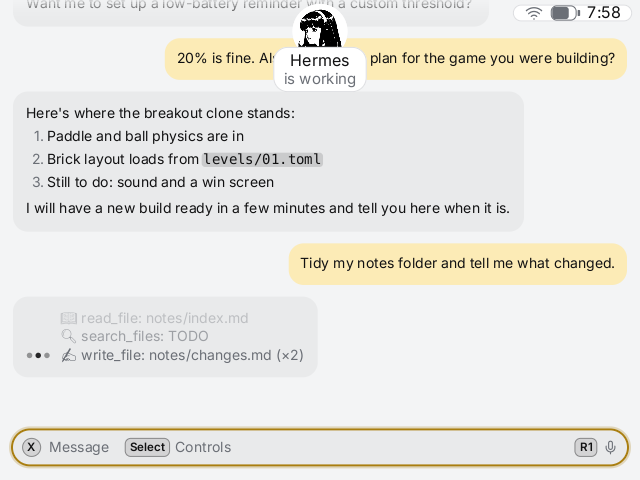 Want me to set up a low-battery reminder with a custom threshold?
7:58
20% is fine. Al
plan for the game you were building?
Hermes
is working
Here's where the breakout clone stands:
1. Paddle and ball physics are in
2. Brick layout loads from levels/01.toml
3. Still to do: sound and a win screen
I will have a new build ready in a few minutes and tell you here when it is.
Tidy my notes folder and tell me what changed.
read_file: notes/index.md
search_files: TODO
write_file: notes/changes.md (×2)
X Message Select Controls R1